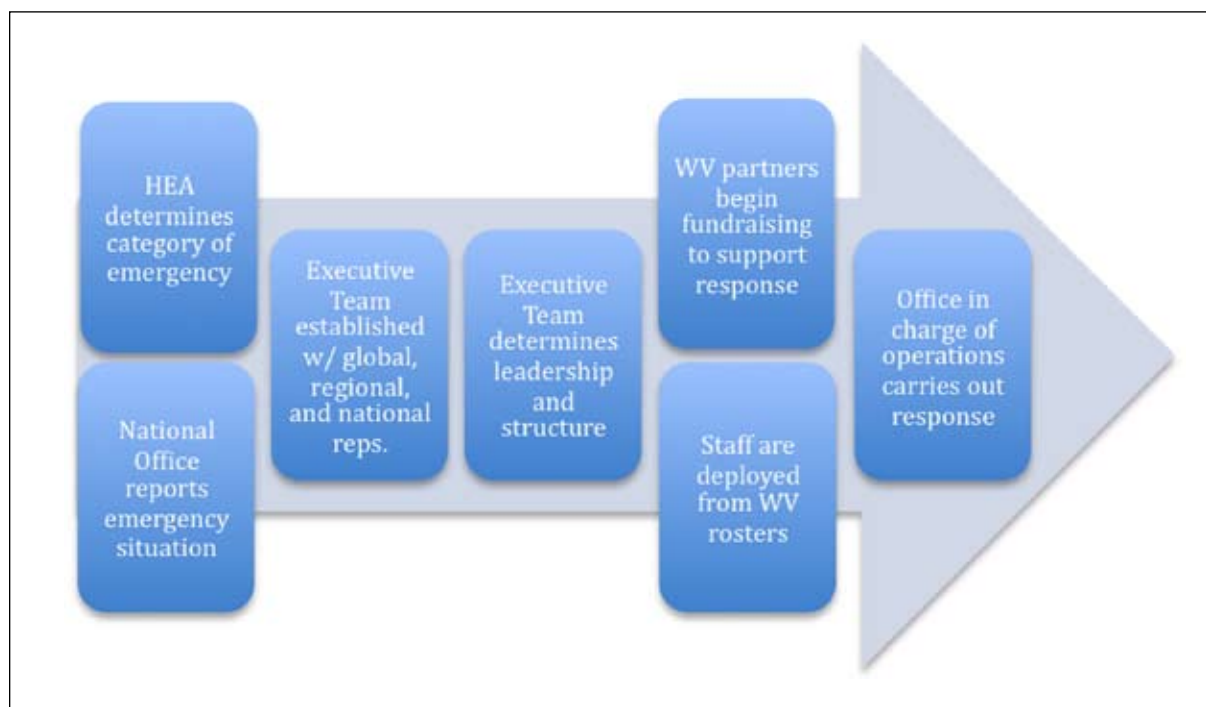 HEA
determines
category of
emergency
National
Office
reports
emergency
situation
Executive
Team
established
w/ global,
regional,
and national
reps.
Executive
Team
determines
leadership
and
structure
WV partners
begin
fundraising
to support
response
Staff are
deployed
from WV
rosters
Office in
charge of
operations
carries out
response